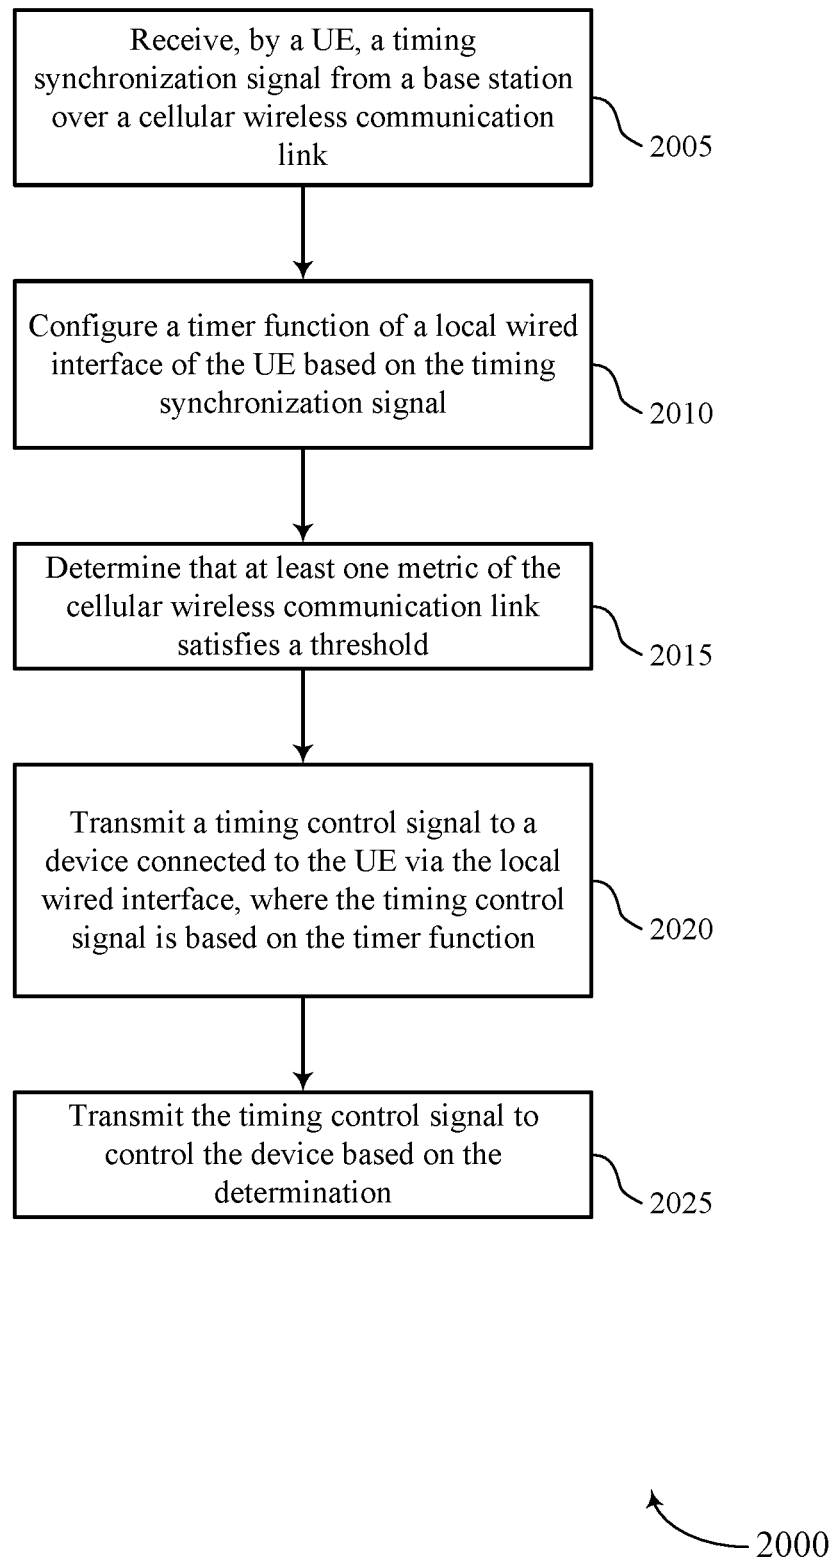 Receive, by a UE, a timing
synchronization signal from a base station
over a cellular wireless communication
link
2005
Configure a timer function of a local wired
interface of the UE based on the timing
synchronization signal
2010
Determine that at least one metric of the
cellular wireless communication link
satisfies a threshold
2015
Transmit a timing control signal to a
device connected to the UE via the local
wired interface, where the timing control
signal is based on the timer function
2020
Transmit the timing control signal to
control the device based on the
determination
2025
2000